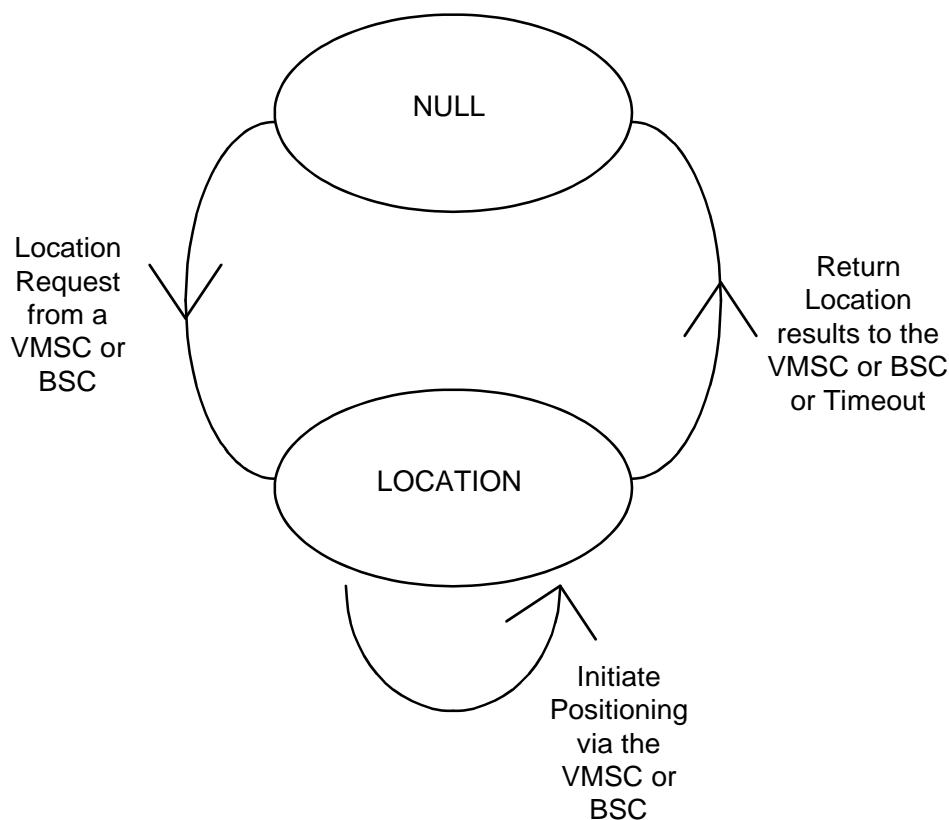 NULL
Location
Request
from a
VMSC or
BSC
Return
Location
results to the
VMSC or BSC
or Timeout
LOCATION
Initiate
Positioning
via the
VMSC or
BSC